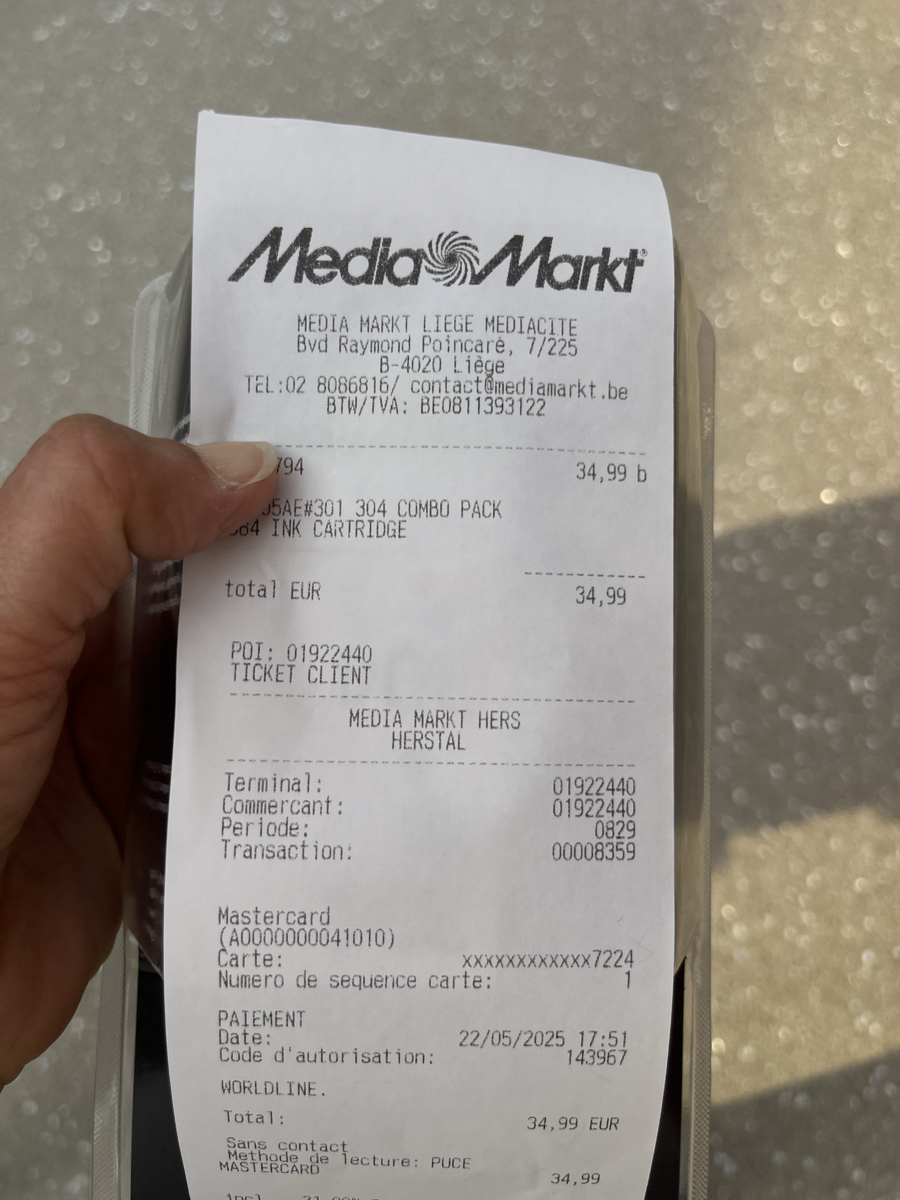 Media Markt
MEDIA MARKT LIEGE MEDIACITE
Bvd Raymond Poincaré, 7/225
B-4020 Liège
TEL:02 8086816/ contact@mediamarkt.be
BTW/TVA: BE0811393122
794 34,99 b
5AE#301 304 COMBO PACK
INK CARTRIDGE
total EUR 34,99
POI: 01922440
TICKET CLIENT
MEDIA MARKT HERS
HERSTAL
Terminal: 01922440
Commercant: 01922440
Periode: 0829
Transaction: 00008359
Mastercard
(A0000000041010)
Carte: xxxxxxxxxxxx7224
Numero de sequence carte: 1
PAIEMENT
Date: 22/05/2025 17:51
Code d'autorisation: 143967
WORLDLINE.
Total: 34,99 EUR
Sans contact
Methode de lecture: PUCE
MASTERCARD 34,99